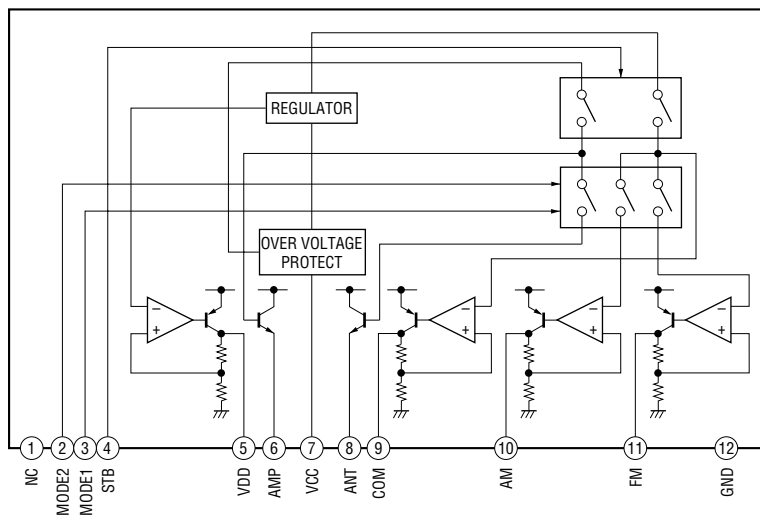 REGULATOR
OVER VOLTAGE
PROTECT
− + − + − + − +
1 2 3 4 5 6 7 8 9 10 11 12
NC MODE2 MODE1 STB VDD AMP VCC ANT COM AM FM GND